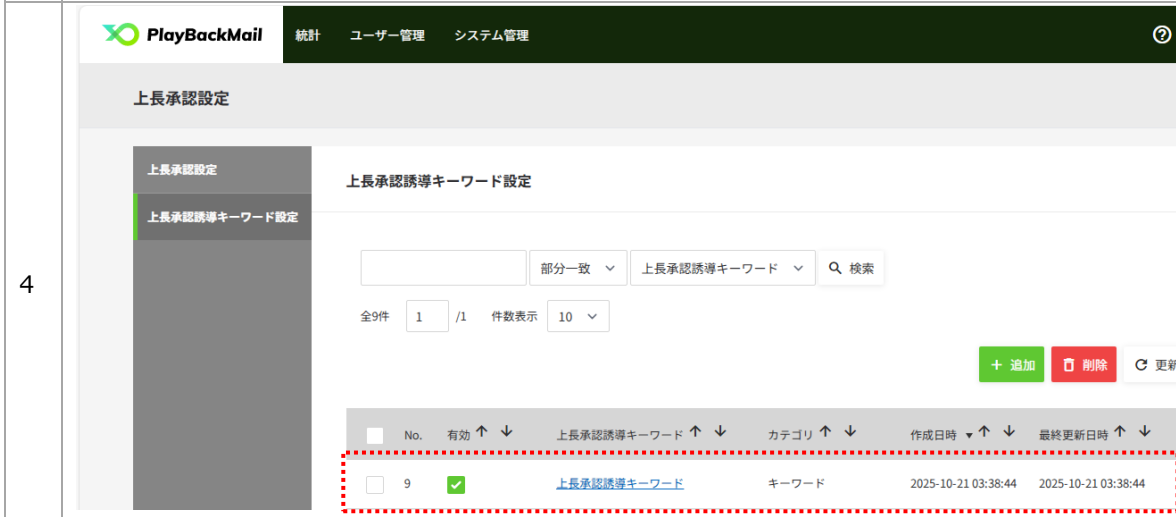 PlayBackMail 統計 ユーザー管理 システム管理
上長承認設定
上長承認設定
上長承認誘導キーワード設定
上長承認誘導キーワード設定
4
部分一致 上長承認誘導キーワード 検索
全9件 1 /1 件数表示 10
+ 追加 削除 更新
No. 有効 ↑ ↓ 上長承認誘導キーワード ↑ ↓ カテゴリ ↑ ↓ 作成日時 ▼ ↑ ↓ 最終更新日時 ↑ ↓
9 上長承認誘導キーワード キーワード 2025-10-21 03:38:44 2025-10-21 03:38:44